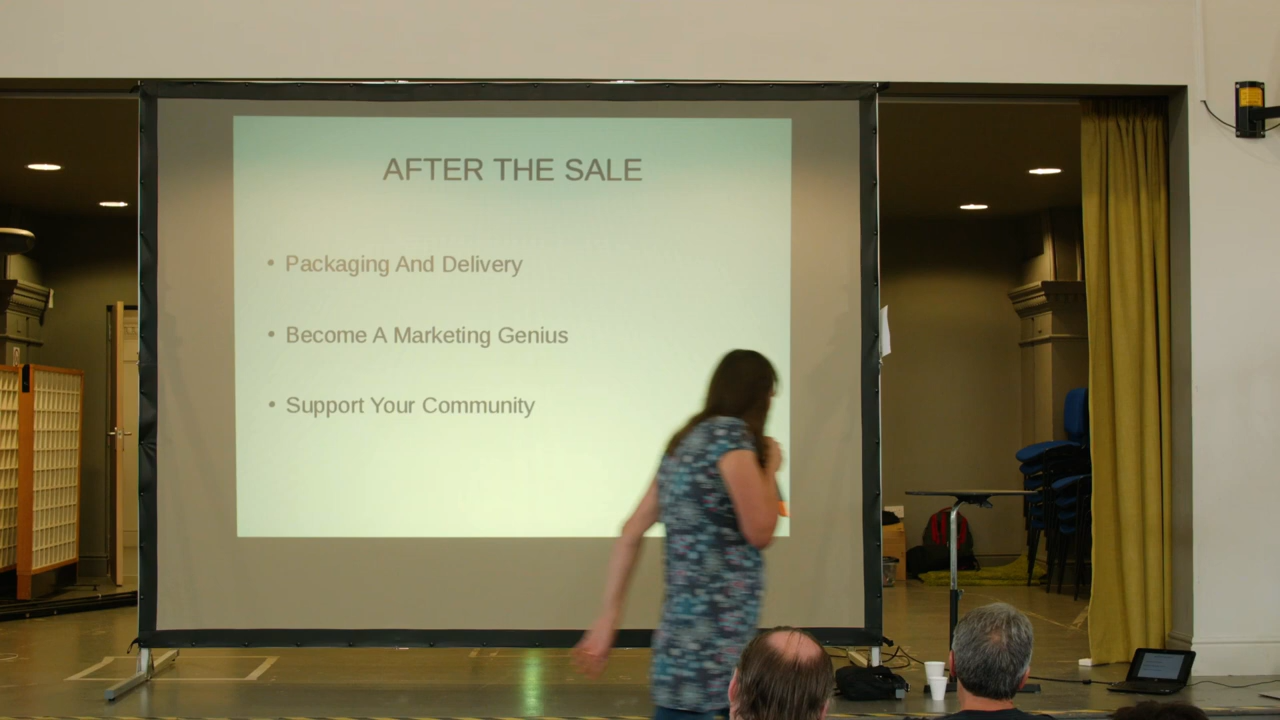 AFTER THE SALE
• Packaging And Delivery
• Become A Marketing Genius
• Support Your Community